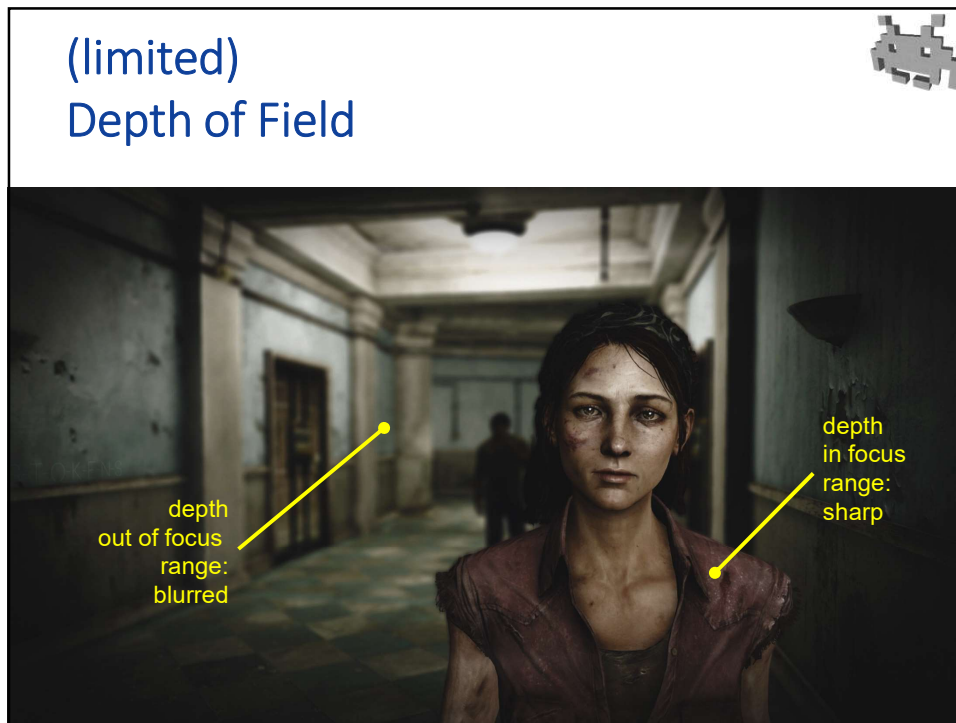 (limited)
Depth of Field
depth
in focus
range:
sharp
depth
out of focus
range:
blurred